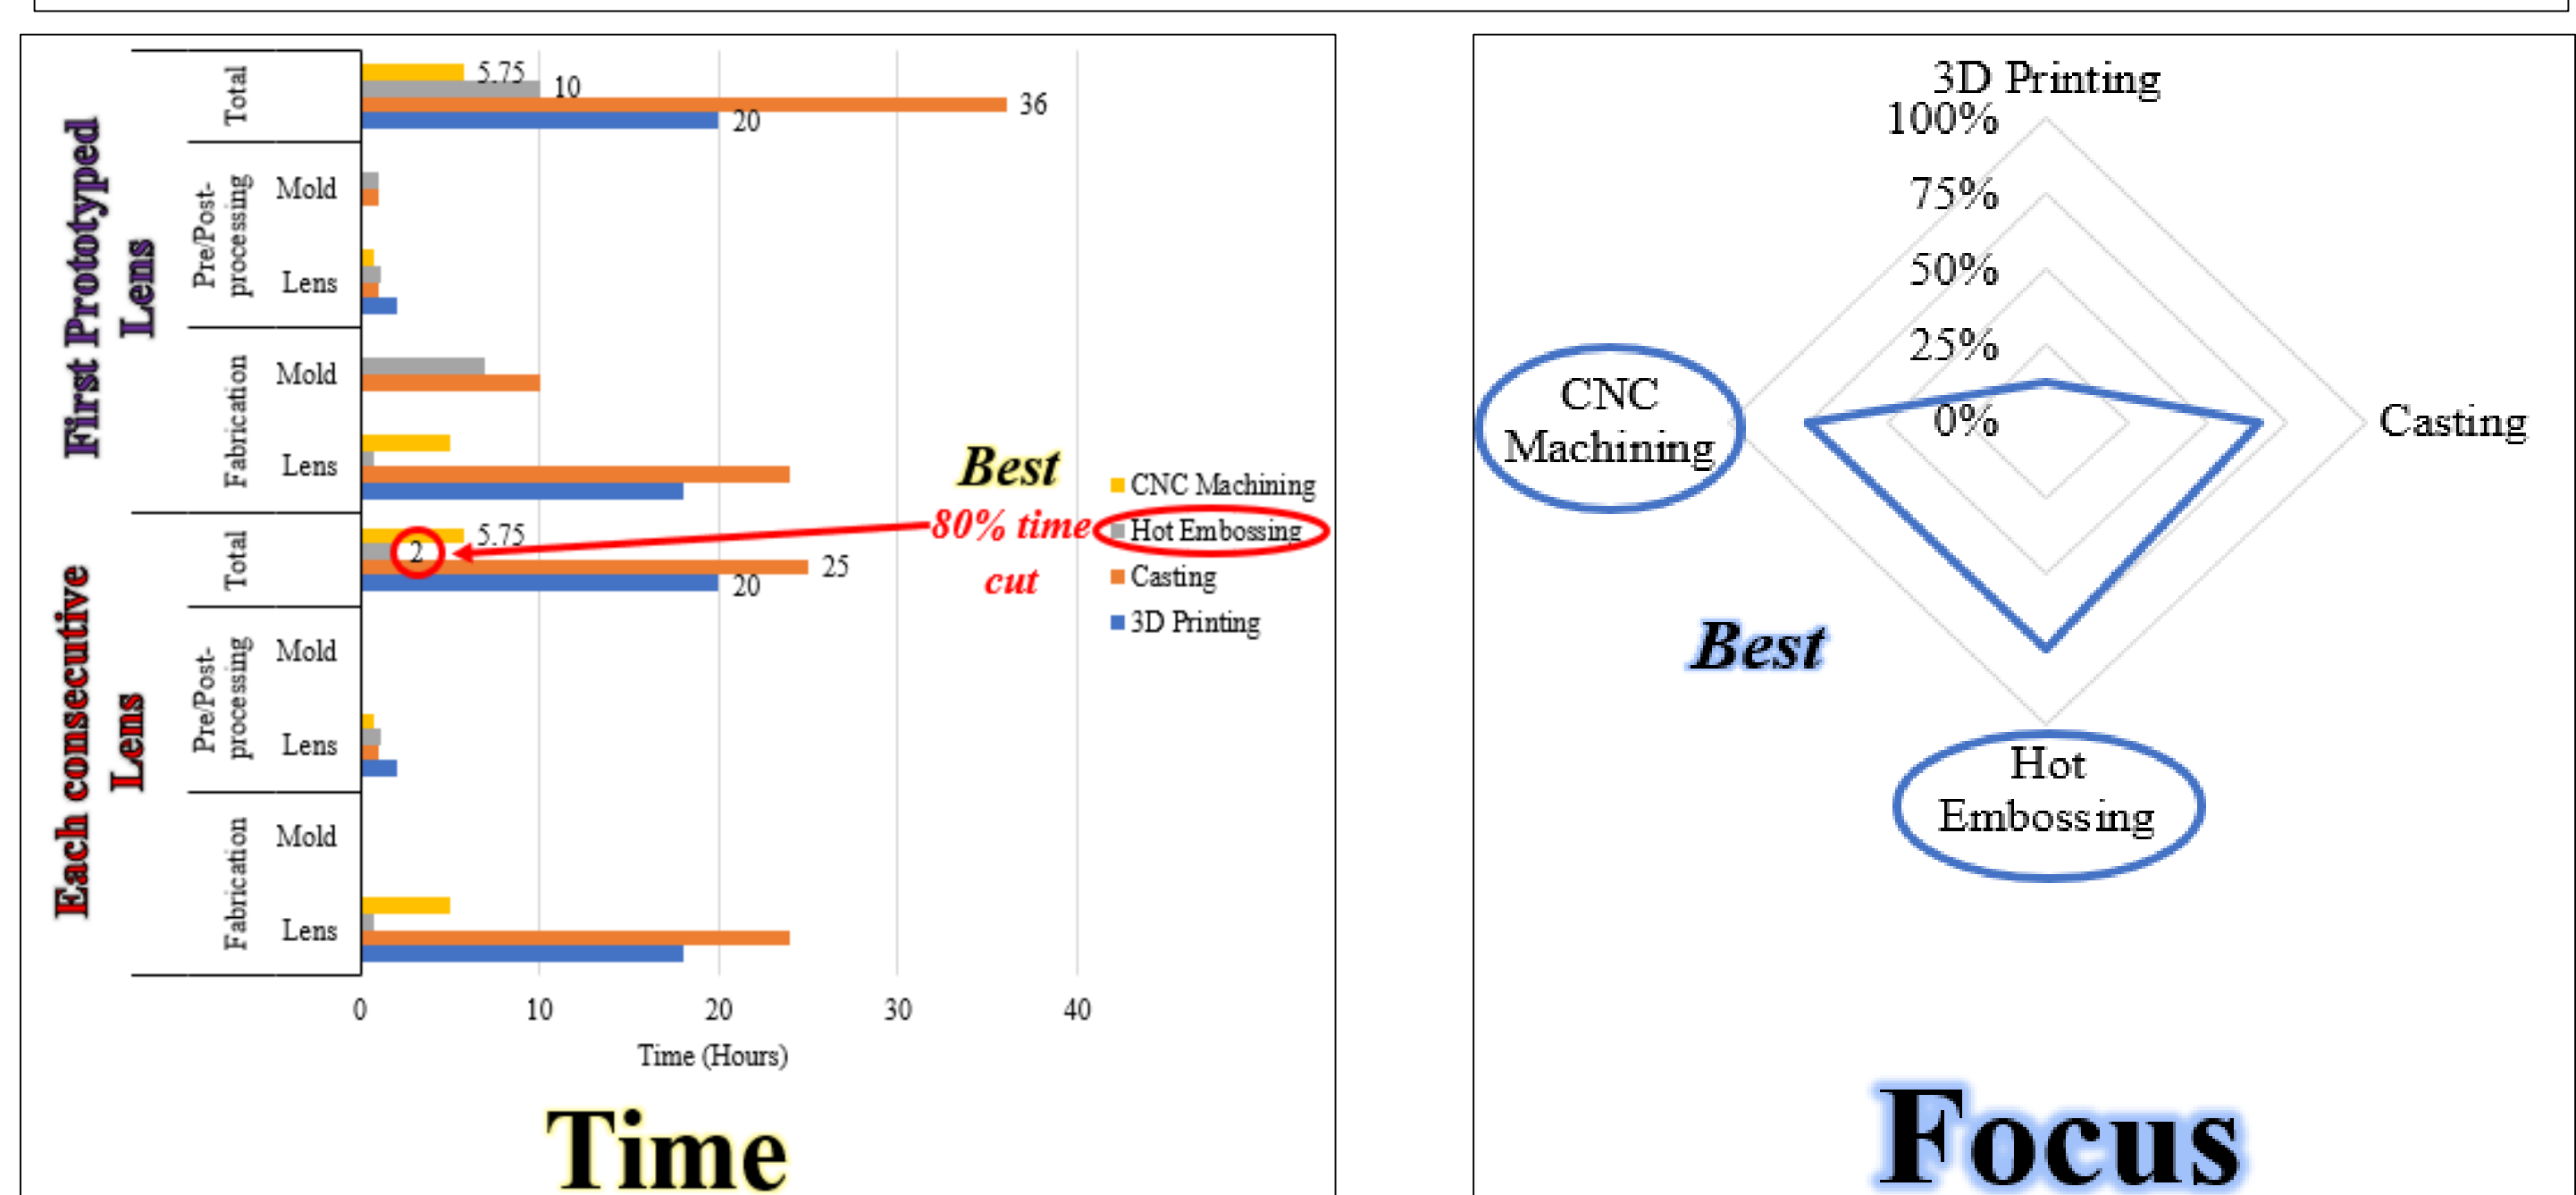 First Prototyped
Lens
Total
5.75
10
36
20
Pre/Post-
processing
Mold
Lens
Fabrication
Mold
Lens
Each consecutive
Lens
Total
5.75
2
25
20
Pre/Post-
processing
Mold
Lens
Fabrication
Mold
Lens
0 10 20 30 40
Time (Hours)
Best
80% time
cut
CNC Machining
Hot Embossing
Casting
3D Printing
Time
3D Printing
100%
75%
50%
25%
0%
CNC
Machining
Casting
Best
Hot
Embossing
Focus